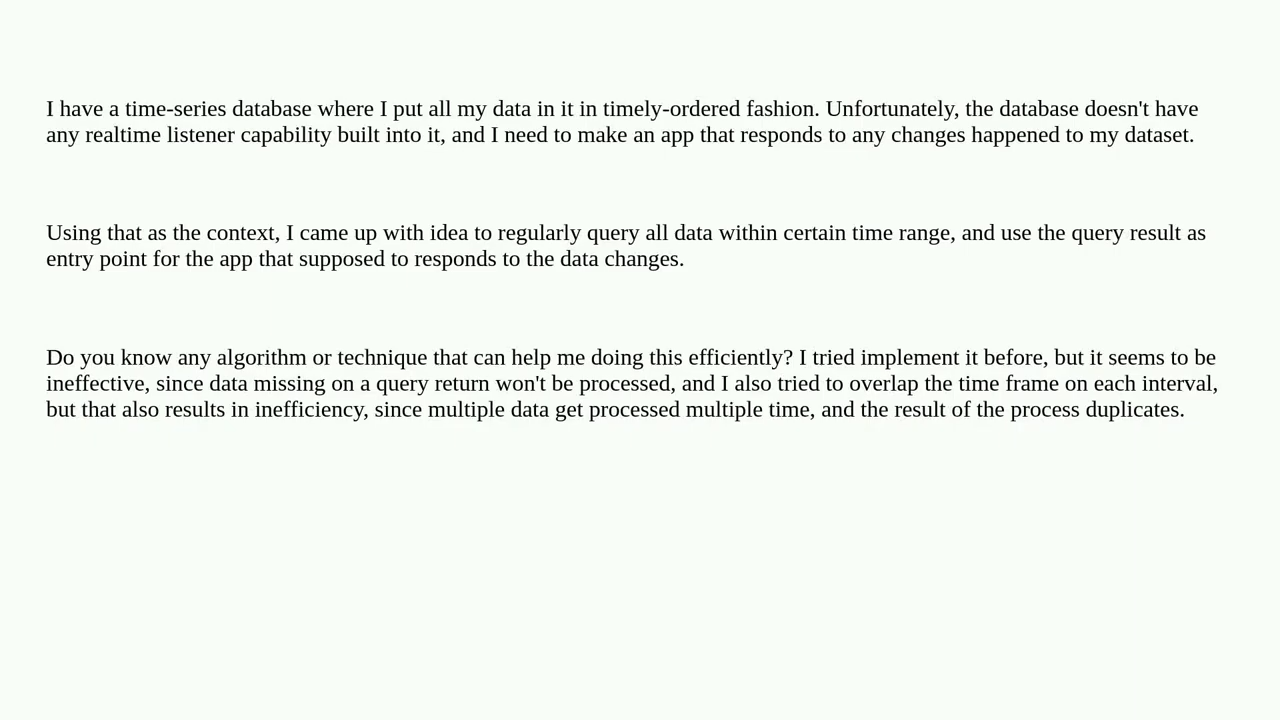 I have a time-series database where I put all my data in it in timely-ordered fashion. Unfortunately, the database doesn't have
any realtime listener capability built into it, and I need to make an app that responds to any changes happened to my dataset.
Using that as the context, I came up with idea to regularly query all data within certain time range, and use the query result as
entry point for the app that supposed to responds to the data changes.
Do you know any algorithm or technique that can help me doing this efficiently? I tried implement it before, but it seems to be
ineffective, since data missing on a query return won't be processed, and I also tried to overlap the time frame on each interval,
but that also results in inefficiency, since multiple data get processed multiple time, and the result of the process duplicates.